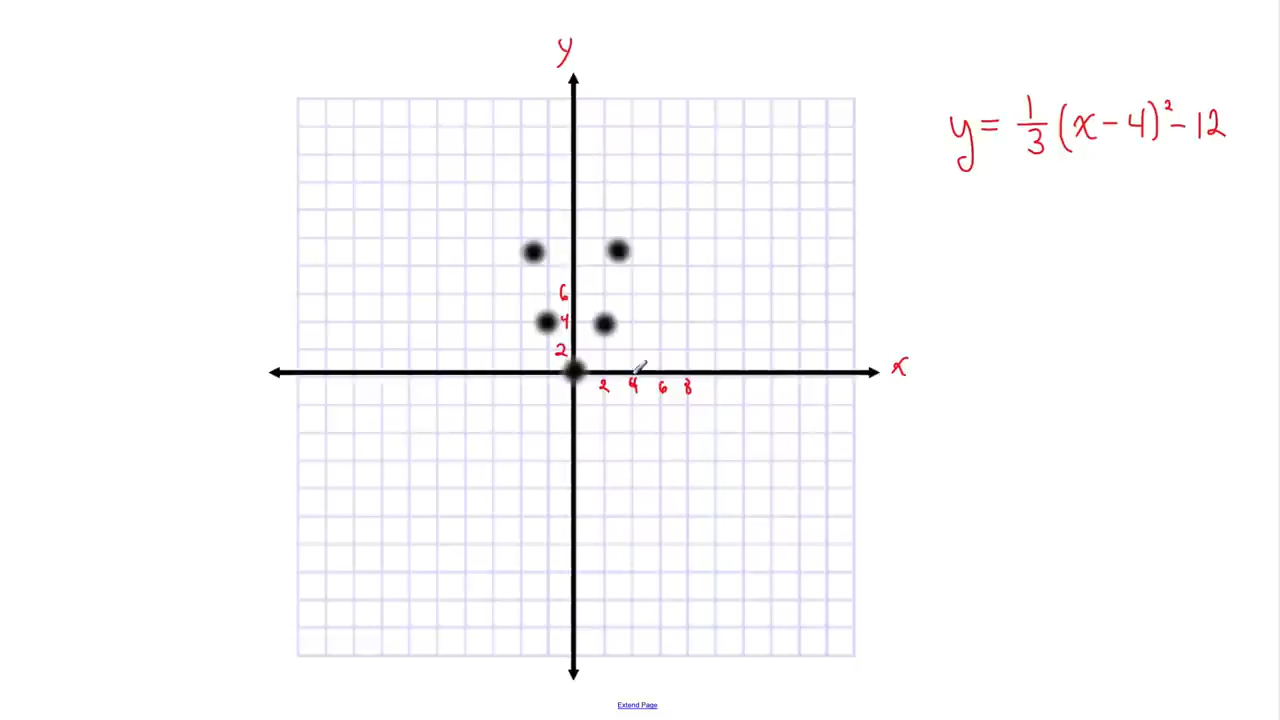 y
y = 1/3 (x - 4)² - 12
6
4
2
x
2 4 6 8
Extend Page